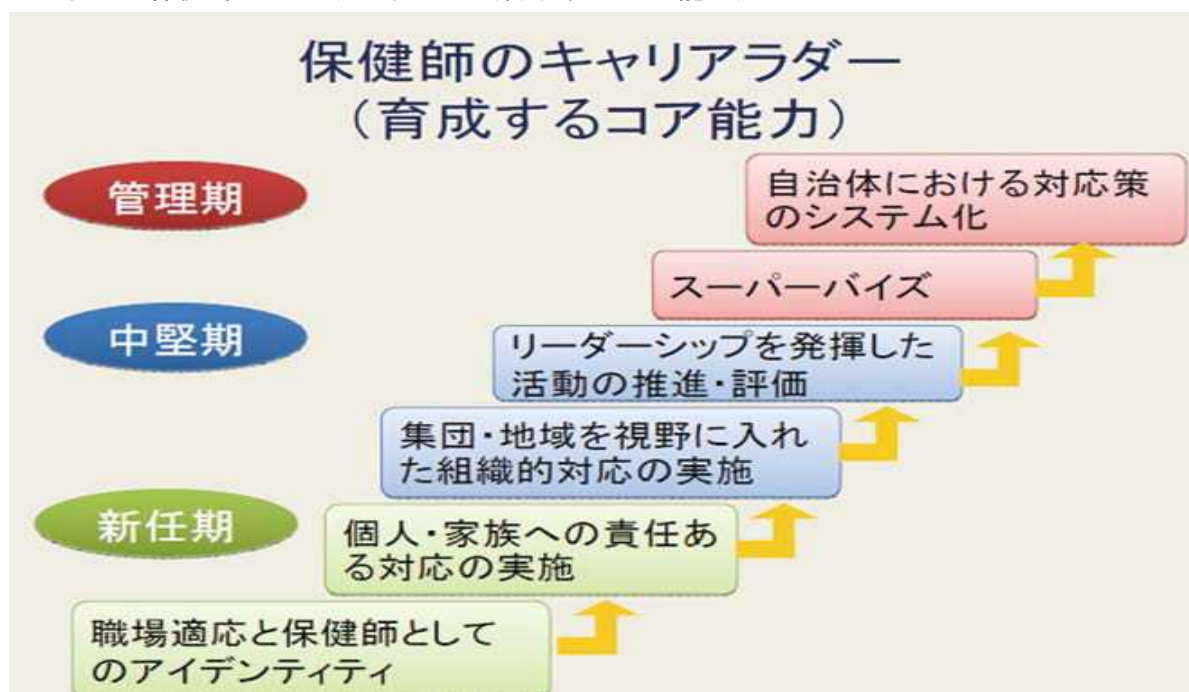 保健師のキャリアラダー
（育成するコア能力）
管理期
自治体における対応策
のシステム化
スーパーバイズ
中堅期
リーダーシップを発揮した
活動の推進・評価
集団・地域を視野に入れ
た組織的対応の実施
新任期
個人・家族への責任あ
る対応の実施
職場適応と保健師として
のアイデンティティ